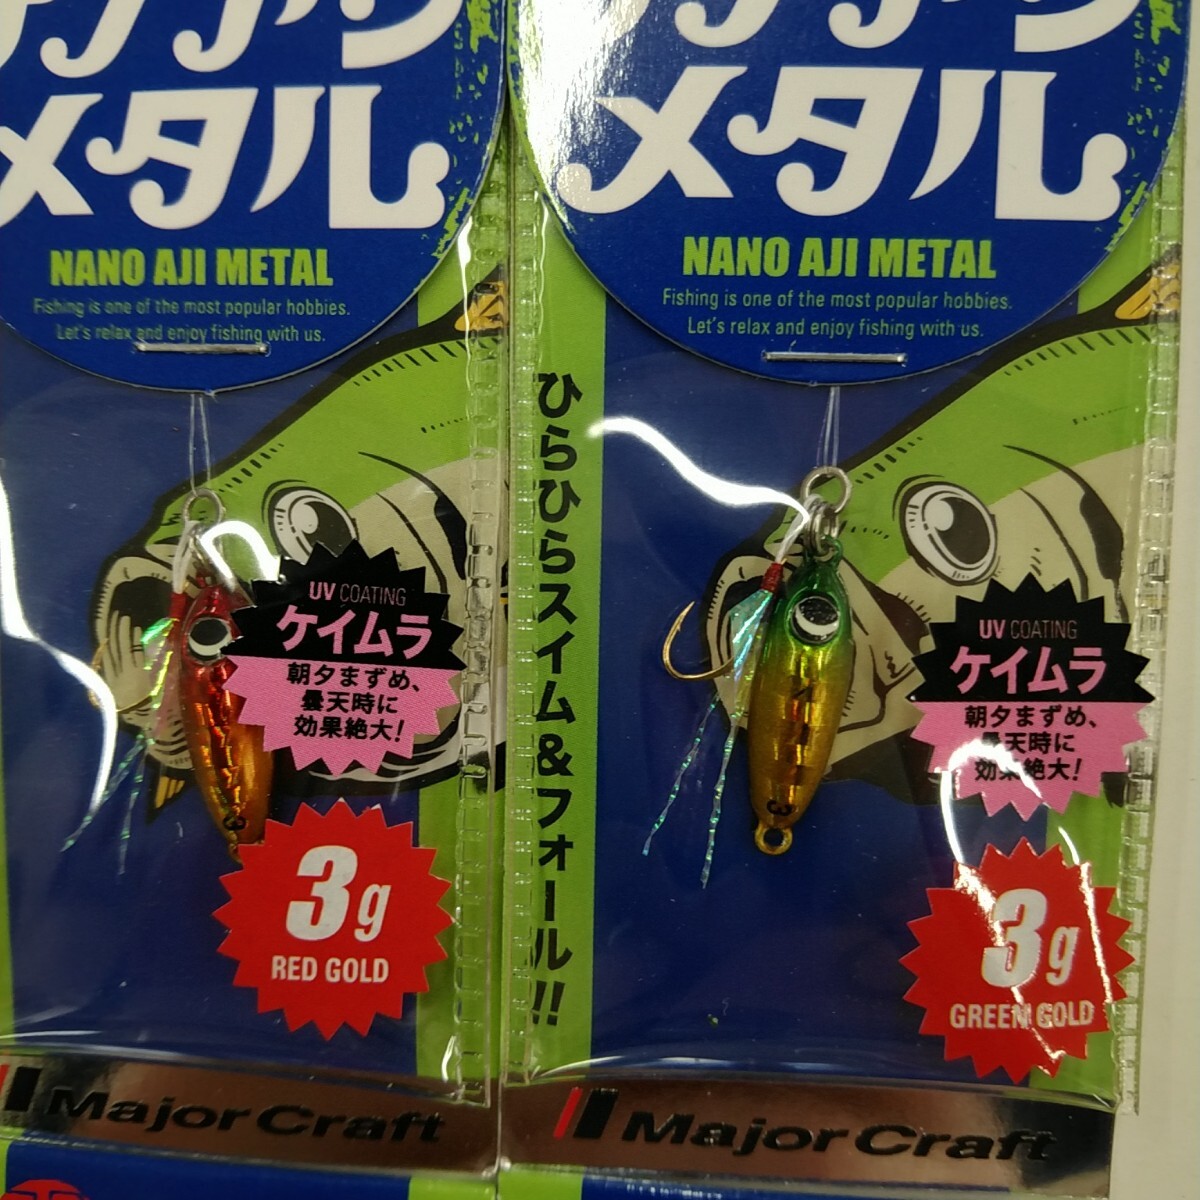 メタル
NANO AJI METAL
Fishing is one of the most popular hobbies.
Let's relax and enjoy fishing with us.
UV COATING
ケイムラ
朝夕まずめ、
曇天時に
効果絶大!
3
3g
RED GOLD
Major Craft
ひらひらスイム&フォール!!
メタル
NANO AJI METAL
Fishing is one of the most popular hobbies.
Let's relax and enjoy fishing with us.
UV COATING
ケイムラ
朝夕まずめ、
曇天時に
効果絶大!
3
3g
GREEN GOLD
Major Craft